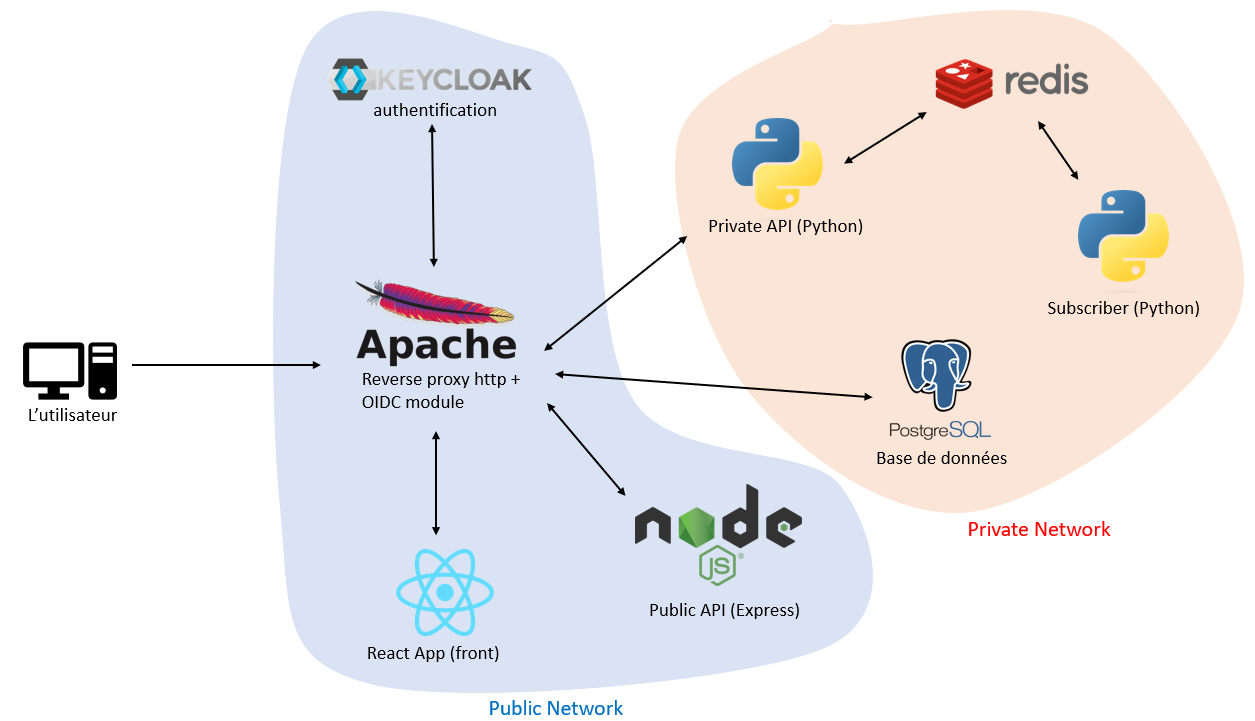 KEYCLOAK
authentification
redis
Private API (Python)
Subscriber (Python)
Apache
Reverse proxy http +
OIDC module
L’utilisateur
PostgreSQL
Base de données
Private Network
node
JS
®
Public API (Express)
React App (front)
Public Network